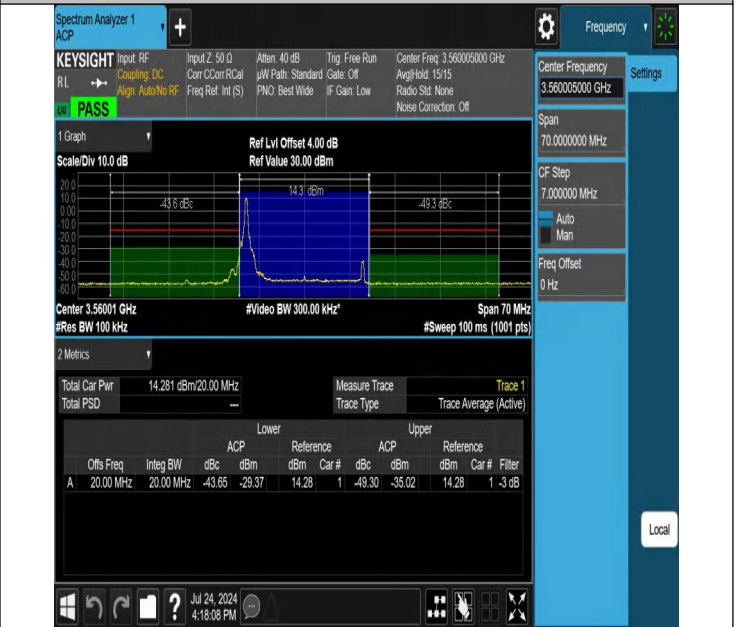 Spectrum Analyzer 1
ACP
+
Frequency
KEYSIGHT
RL
PASS
Input: RF
Coupling: DC
Align: Auto/No RF
Input Z: 50 Ω
Corr CCorr RCal
Freq Ref: Int (S)
Atten: 40 dB
µW Path: Standard
PNO: Best Wide
Trig: Free Run
Gate: Off
IF Gain: Low
Center Freq: 3.560005000 GHz
Avg|Hold: 15/15
Radio Std: None
Noise Correction: Off
Center Frequency
3.560005000 GHz
Settings
Span
70.0000000 MHz
CF Step
7.000000 MHz
Auto
Man
Freq Offset
0 Hz
1 Graph
Scale/Div 10.0 dB
Ref Lvl Offset 4.00 dB
Ref Value 30.00 dBm
20.0
10.0
0.00
-10.0
-20.0
-30.0
-40.0
-50.0
-60.0
-43.6 dBc
14.3 dBm
-49.3 dBc
Center 3.56001 GHz
#Video BW 300.00 kHz*
Span 70 MHz
#Res BW 100 kHz
#Sweep 100 ms (1001 pts)
2 Metrics
Total Car Pwr 14.281 dBm/20.00 MHz
Total PSD ---
Measure Trace Trace 1
Trace Type Trace Average (Active)
Lower Upper
ACP Reference ACP Reference
Offs Freq Integ BW dBc dBm dBm Car # dBc dBm dBm Car # Filter
A 20.00 MHz 20.00 MHz -43.65 -29.37 14.28 1 -49.30 -35.02 14.28 1 -3 dB
Local
?
Jul 24, 2024
4:18:08 PM